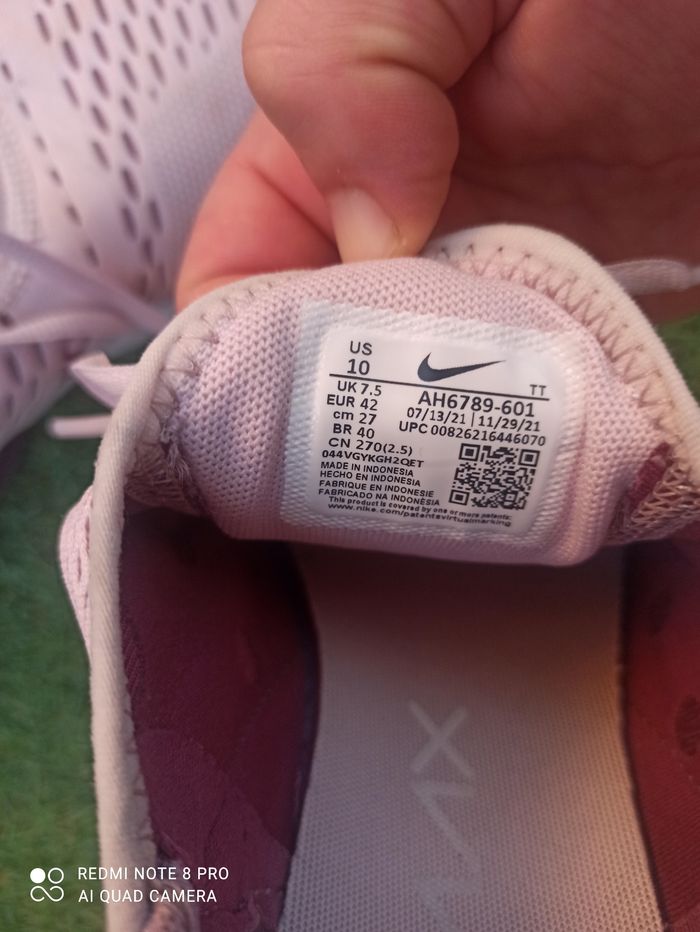 US
10
TT
UK 7.5
AH6789-601
EUR 42
07/13/21 | 11/29/21
cm 27
UPC 00826216446070
BR 40
CN 270(2.5)
044VGYKGH2QET
MADE IN INDONESIA
HECHO EN INDONESIA
FABRIQUE EN INDONESIE
FABRICADO NA INDONÉSIA
This product is covered by one or more patents:
www.nike.com/patentsvirtualmarking
REDMI NOTE 8 PRO
AI QUAD CAMERA